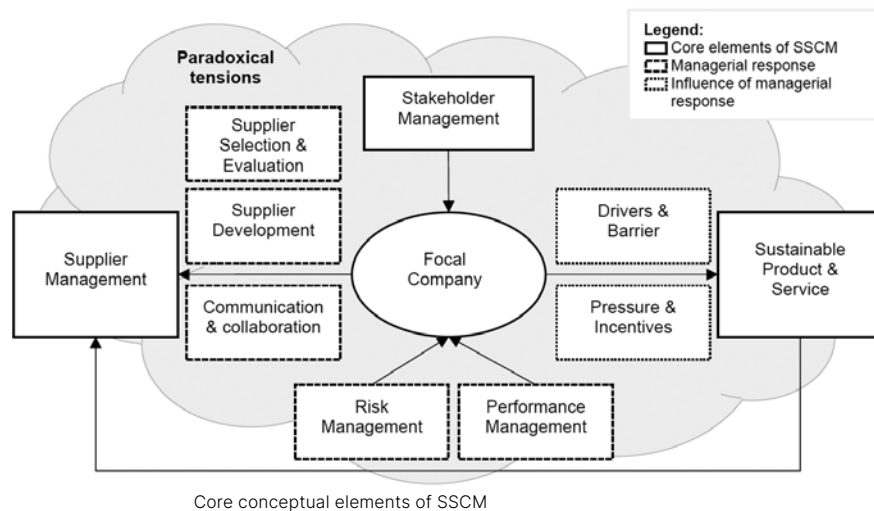 Paradoxical
tensions
Legend:
Core elements of SSCM
Managerial response
Influence of managerial
response
Stakeholder
Management
Supplier
Selection &
Evaluation
Supplier
Development
Communication
& collaboration
Supplier
Management
Focal
Company
Drivers &
Barrier
Pressure &
Incentives
Sustainable
Product &
Service
Risk
Management
Performance
Management
Core conceptual elements of SSCM